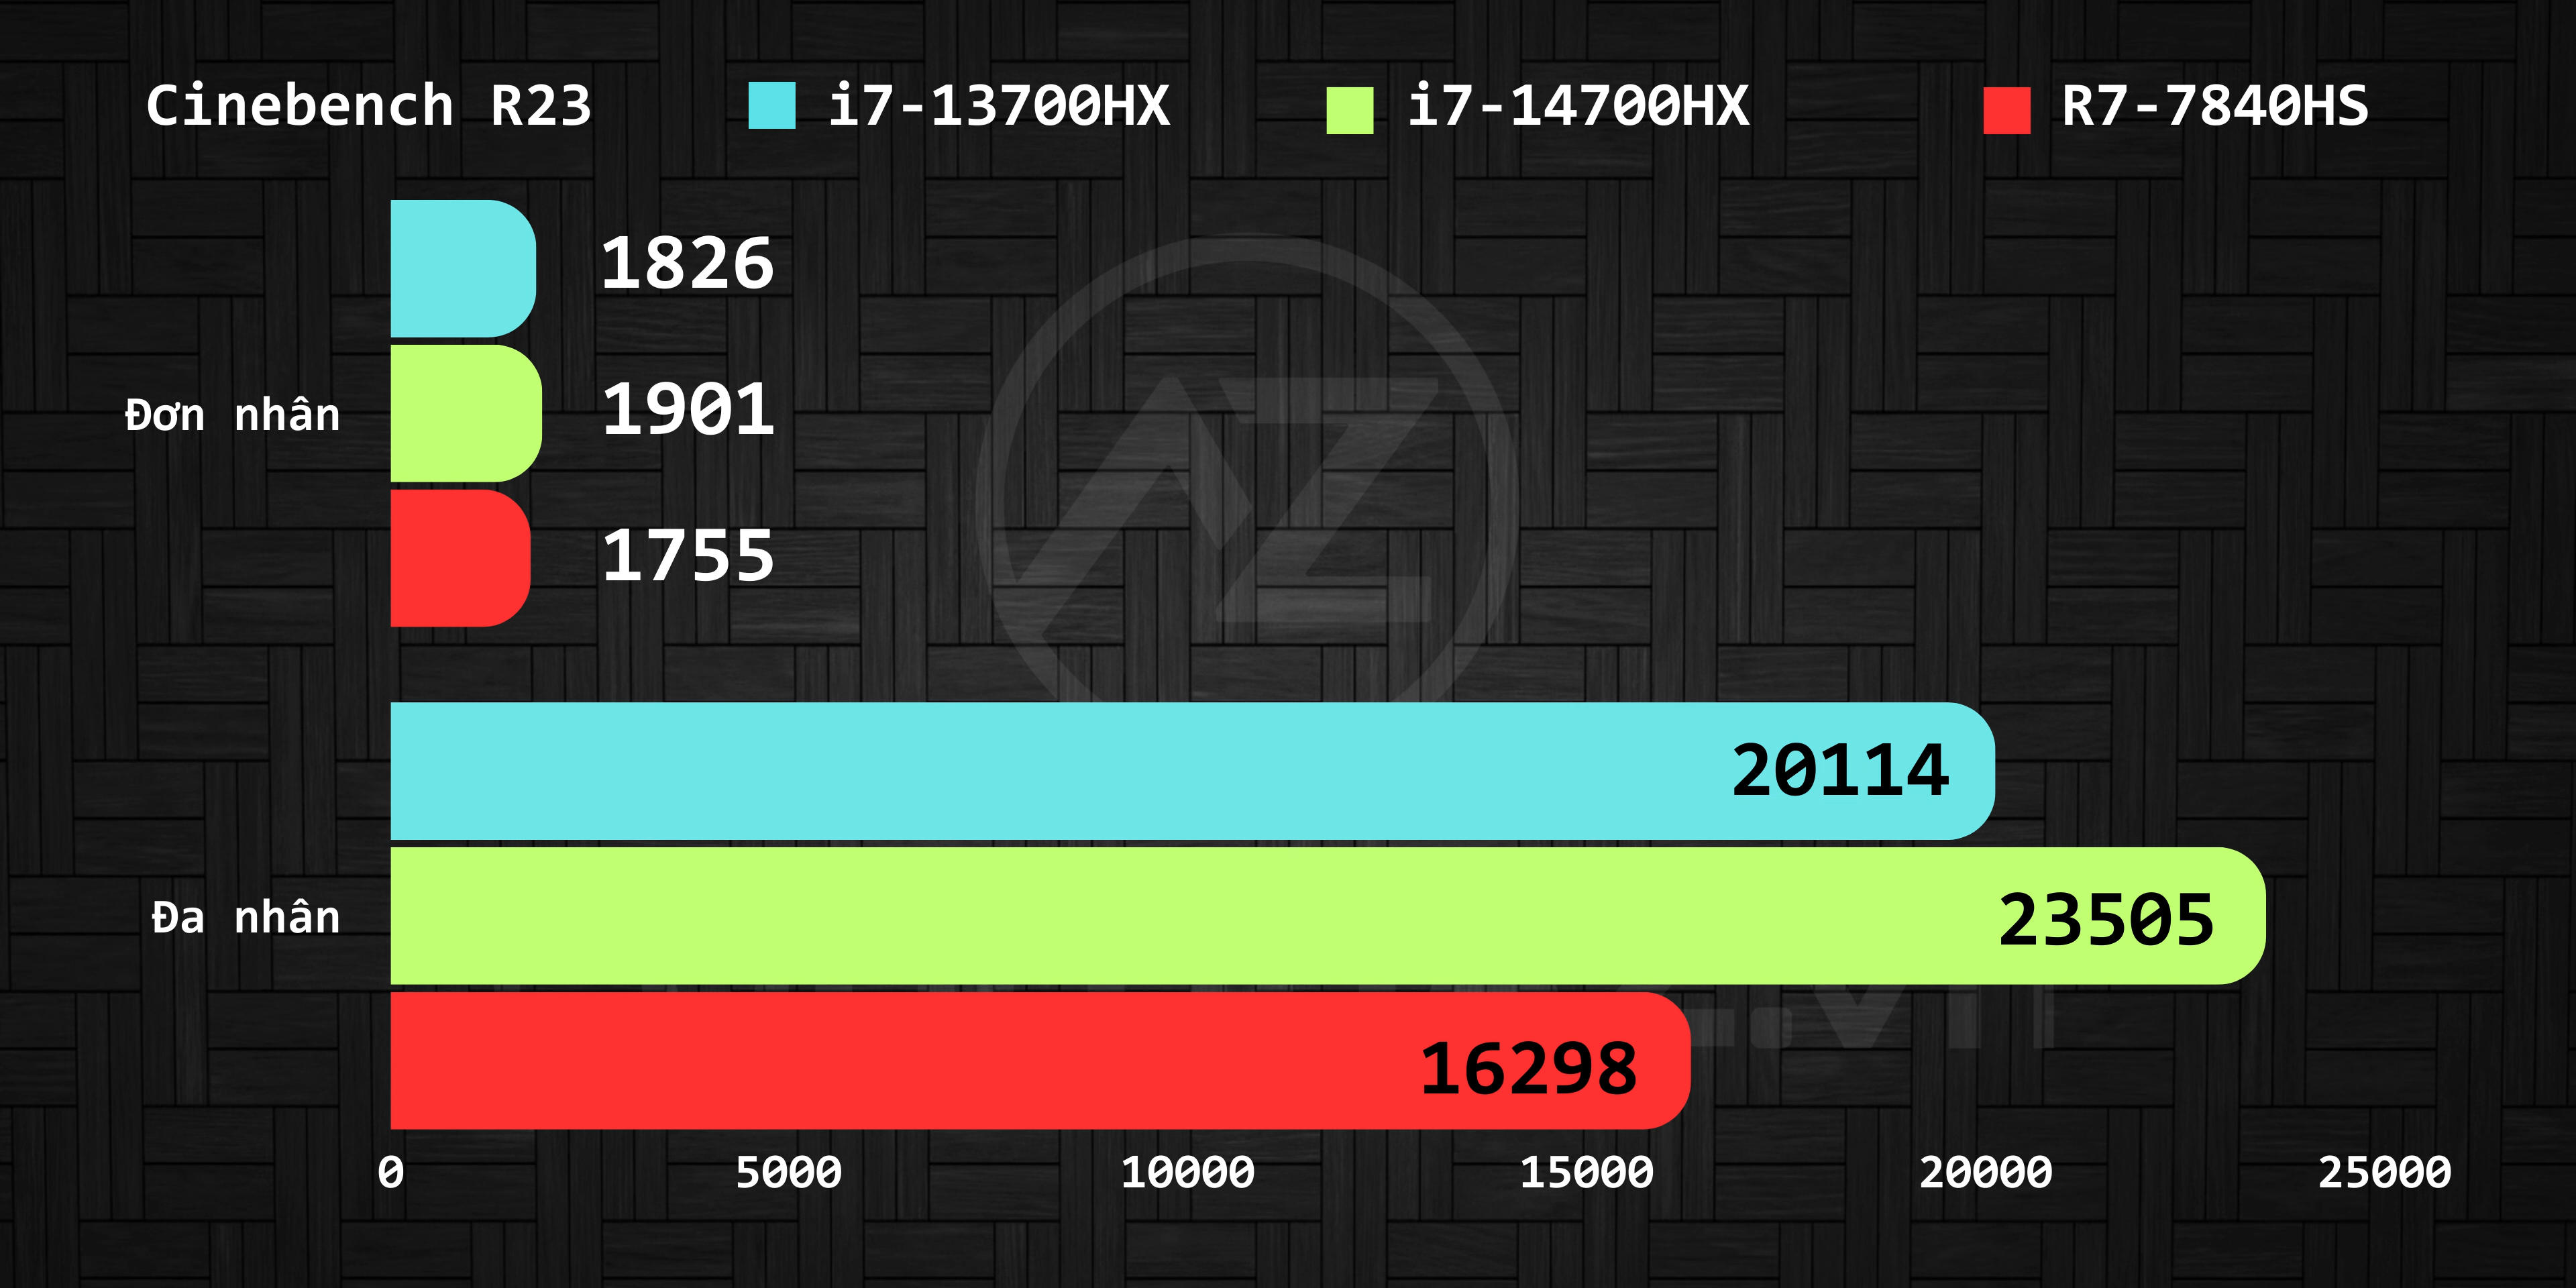 Cinebench R23 i7-13700HX i7-14700HX R7-7840HS
1826
Đơn nhân 1901
1755
20114
Đa nhân 23505
16298
0 5000 10000 15000 20000 25000
AZ